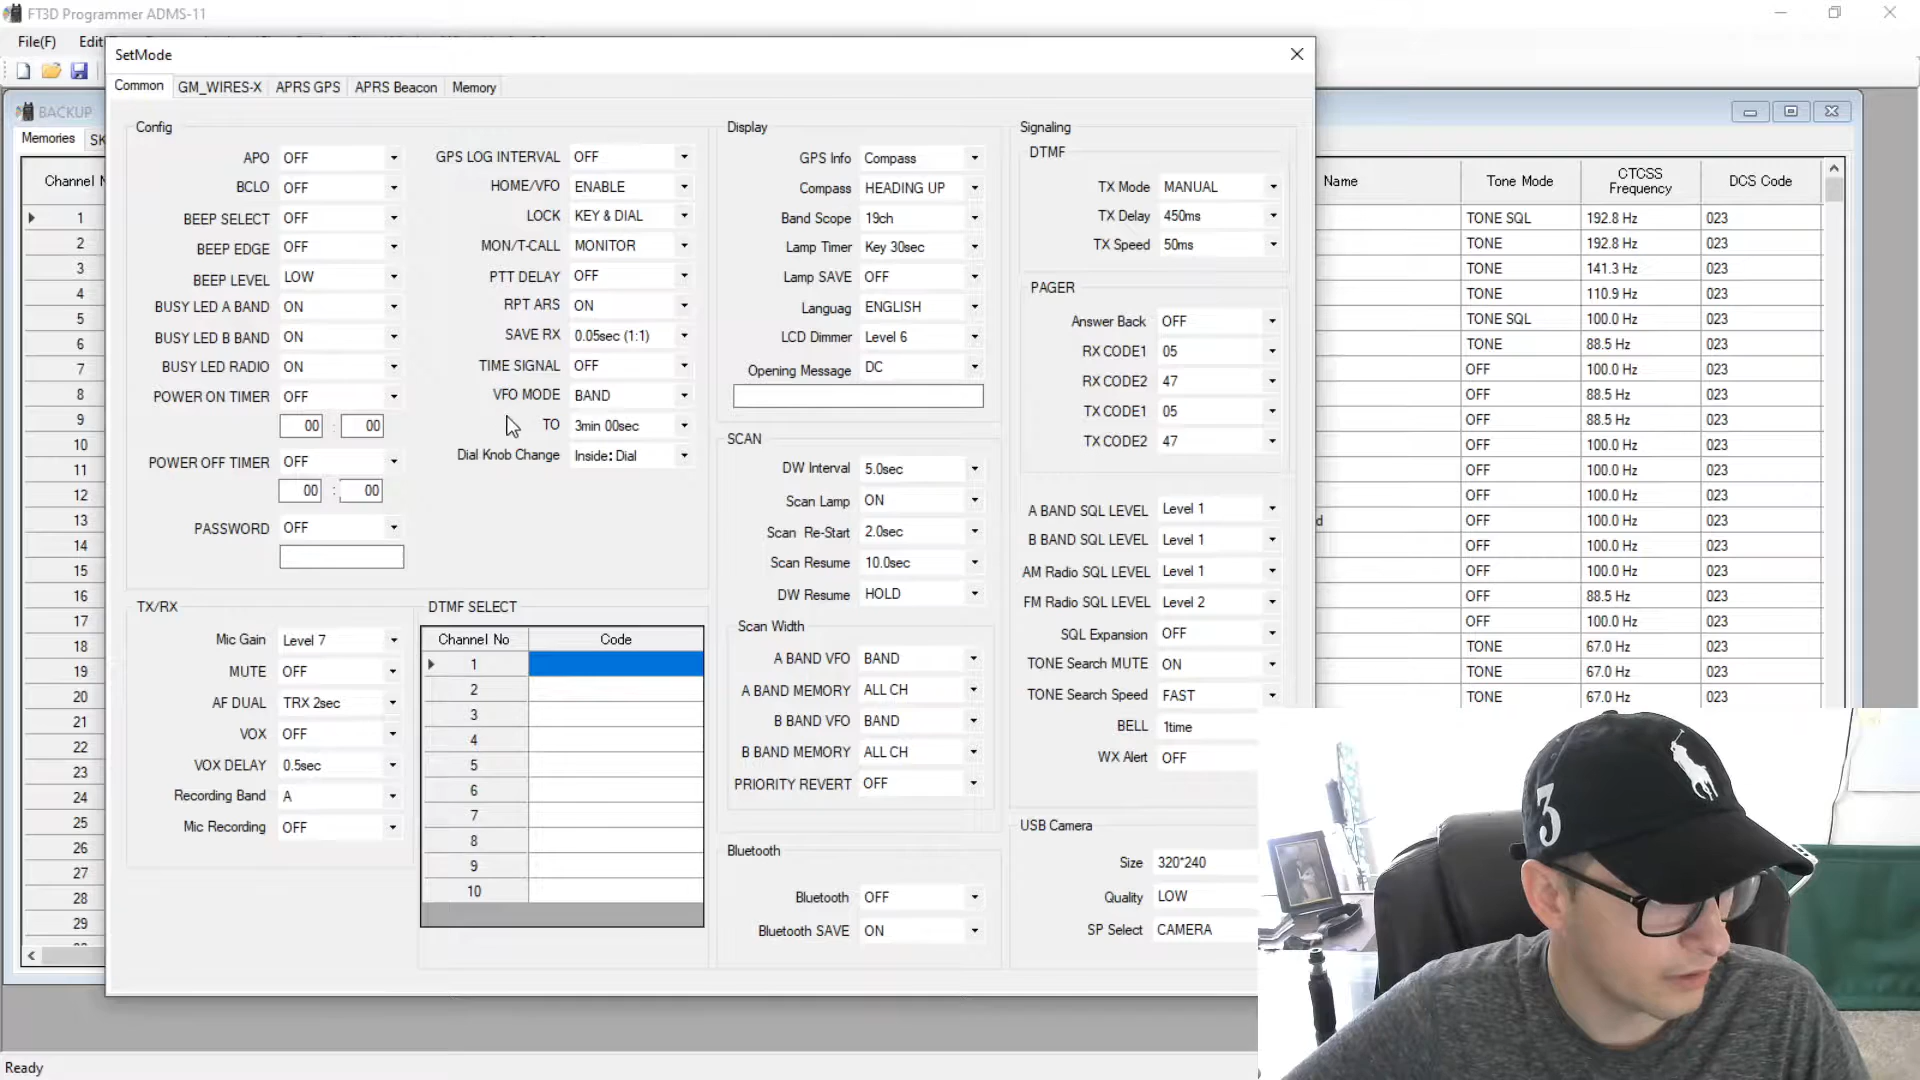 FT3D Programmer ADMS-11
File(F)
Edit
SetMode
Common
GM_WIRES-X
APRS GPS
APRS Beacon
Memory
BACKUP
Memories
SK
Config
APO OFF
BCLO OFF
BEEP SELECT OFF
BEEP EDGE OFF
BEEP LEVEL LOW
BUSY LED A BAND ON
BUSY LED B BAND ON
BUSY LED RADIO ON
POWER ON TIMER OFF
00 : 00
POWER OFF TIMER OFF
00 : 00
PASSWORD OFF
GPS LOG INTERVAL OFF
HOME/VFO ENABLE
LOCK KEY & DIAL
MON/T-CALL MONITOR
PTT DELAY OFF
RPT ARS ON
SAVE RX 0.05sec (1:1)
TIME SIGNAL OFF
VFO MODE BAND
TO 3min 00sec
Dial Knob Change Inside: Dial
TX/RX
Mic Gain Level 7
MUTE OFF
AF DUAL TRX 2sec
VOX OFF
VOX DELAY 0.5sec
Recording Band A
Mic Recording OFF
DTMF SELECT
Channel No Code
1
2
3
4
5
6
7
8
9
10
Display
GPS Info Compass
Compass HEADING UP
Band Scope 19ch
Lamp Timer Key 30sec
Lamp SAVE OFF
Languag ENGLISH
LCD Dimmer Level 6
Opening Message DC
SCAN
DW Interval 5.0sec
Scan Lamp ON
Scan Re-Start 2.0sec
Scan Resume 10.0sec
DW Resume HOLD
Scan Width
A BAND VFO BAND
A BAND MEMORY ALL CH
B BAND VFO BAND
B BAND MEMORY ALL CH
PRIORITY REVERT OFF
Bluetooth
Bluetooth OFF
Bluetooth SAVE ON
Signaling
DTMF
TX Mode MANUAL
TX Delay 450ms
TX Speed 50ms
PAGER
Answer Back OFF
RX CODE1 05
RX CODE2 47
TX CODE1 05
TX CODE2 47
A BAND SQL LEVEL Level 1
B BAND SQL LEVEL Level 1
AM Radio SQL LEVEL Level 1
FM Radio SQL LEVEL Level 2
SQL Expansion OFF
TONE Search MUTE ON
TONE Search Speed FAST
BELL 1time
WX Alert OFF
USB Camera
Size 320*240
Quality LOW
SP Select CAMERA
Channel N
1
2
3
4
5
6
7
8
9
10
11
12
13
14
15
16
17
18
19
20
21
22
23
24
25
26
27
28
29
Name Tone Mode CTCSS Frequency DCS Code
TONE SQL 192.8 Hz 023
TONE 192.8 Hz 023
TONE 141.3 Hz 023
TONE 110.9 Hz 023
TONE SQL 100.0 Hz 023
TONE 88.5 Hz 023
OFF 100.0 Hz 023
OFF 88.5 Hz 023
OFF 88.5 Hz 023
OFF 100.0 Hz 023
OFF 100.0 Hz 023
OFF 100.0 Hz 023
d OFF 100.0 Hz 023
OFF 100.0 Hz 023
OFF 100.0 Hz 023
OFF 88.5 Hz 023
OFF 100.0 Hz 023
TONE 67.0 Hz 023
TONE 67.0 Hz 023
TONE 67.0 Hz 023
3
Ready